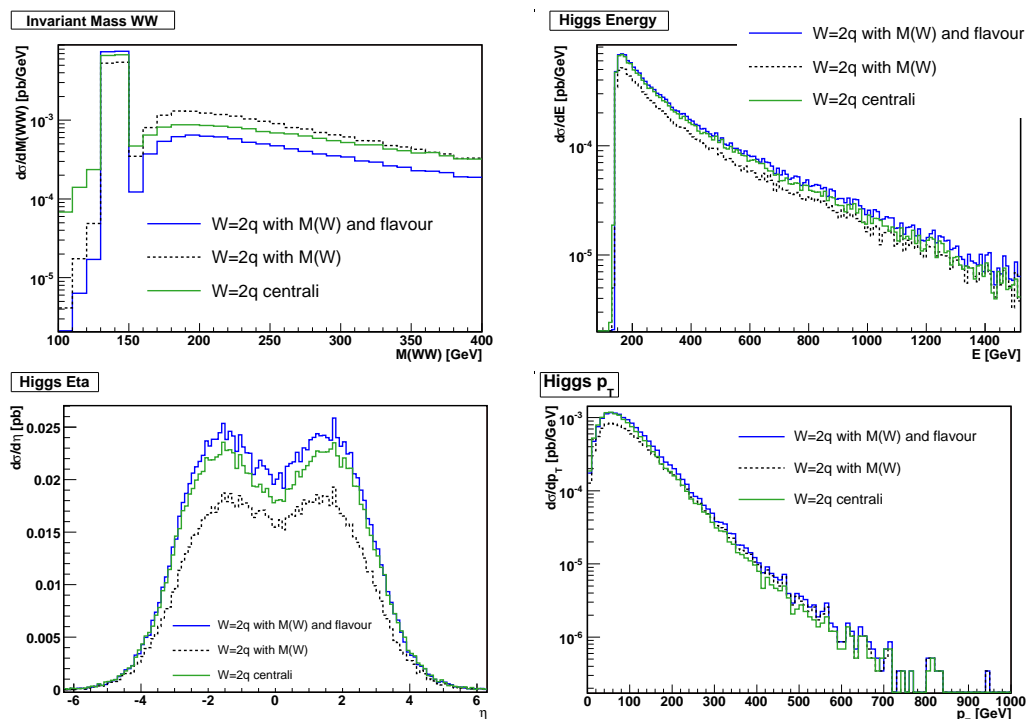 Invariant Mass WW
dσ/dM(WW) [pb/GeV]
10⁻³
10⁻⁴
10⁻⁵
W=2q with M(W) and flavour
W=2q with M(W)
W=2q centrali
100 150 200 250 300 350 400
M(WW) [GeV]
Higgs Energy
dσ/dE [pb/GeV]
10⁻⁴
10⁻⁵
W=2q with M(W) and flavour
W=2q with M(W)
W=2q centrali
200 400 600 800 1000 1200 1400
E [GeV]
Higgs Eta
dσ/dη [pb]
0.025
0.02
0.015
0.01
0.005
0
W=2q with M(W) and flavour
W=2q with M(W)
W=2q centrali
-6 -4 -2 0 2 4 6
η
Higgs p_T
dσ/dp_T [pb/GeV]
10⁻³
10⁻⁴
10⁻⁵
10⁻⁶
W=2q with M(W) and flavour
W=2q with M(W)
W=2q centrali
0 100 200 300 400 500 600 700 800 900 1000
[GeV]